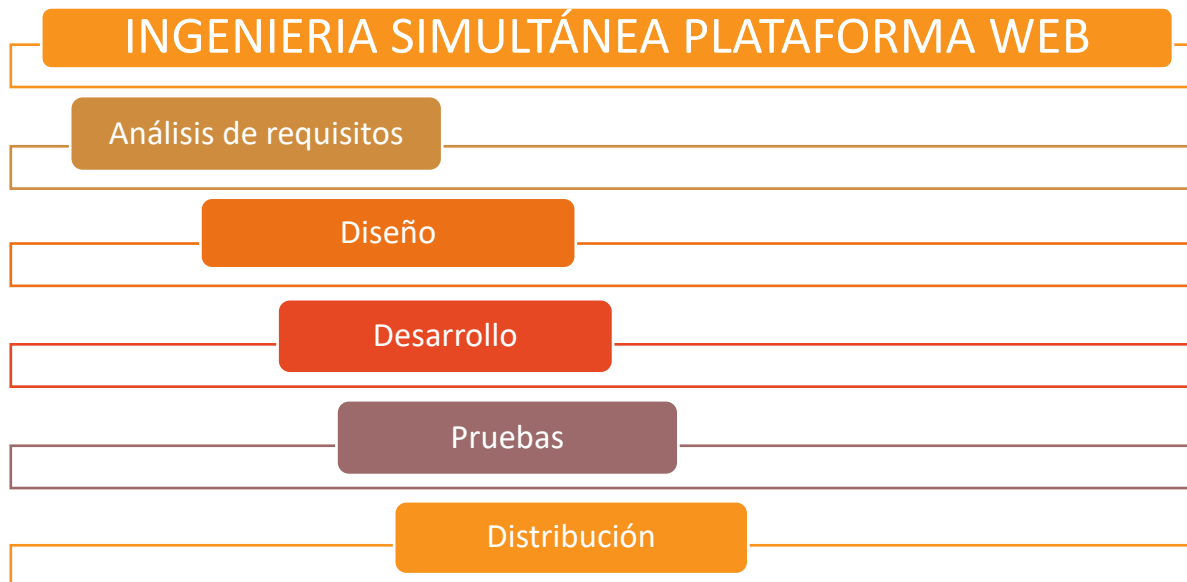 INGENIERIA SIMULTÁNEA PLATAFORMA WEB
Análisis de requisitos
Diseño
Desarrollo
Pruebas
Distribución